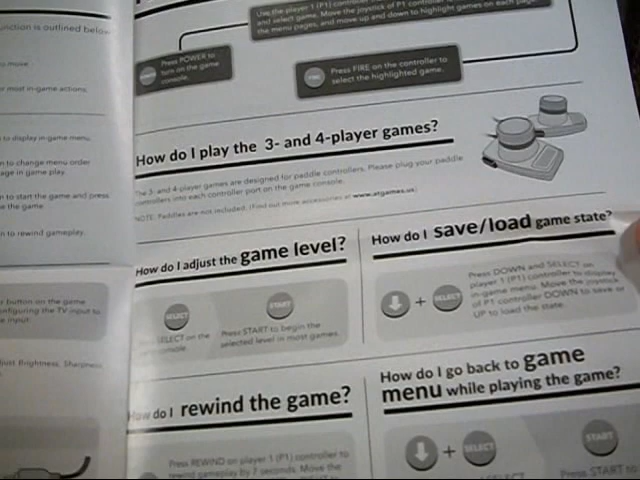 unction is outlined below
o move.
r most in-game actions.
to display in-game menu.
n to change menu order
age in game play.
n to start the game and press
e the game.
n to rewind gameplay.
r button on the game
onfiguring the TV input to
e input.
just Brightness, Sharpness
Use the player 1 (P1) controller
and select game. Move the joystick of P1 controller
the menu pages, and move up and down to highlight games on each page.
POWER
Press POWER to
turn on the game
console.
FIRE
Press FIRE on the controller to
select the highlighted game.
How do I play the 3- and 4-player games?
The 3- and 4-player games are designed for paddle controllers. Please plug your paddle
controllers into each controller port on the game console.
NOTE: Paddles are not included. (Find out more accessories at www.atgames.us)
How do I adjust the game level?
SELECT
START
SELECT on the
console.
Press START to begin the
selected level in most games.
How do I save/load game state?
+
SELECT
Press DOWN and SELECT on
player 1 (P1) controller to display
in-game menu. Move the joystick
of P1 controller DOWN to save or
UP to load the state.
How do I rewind the game?
Press REWIND on player 1 (P1) controller to
rewind gameplay by 7 seconds. Move the
How do I go back to game
menu while playing the game?
+
SELECT
START
SELECT
Press START to